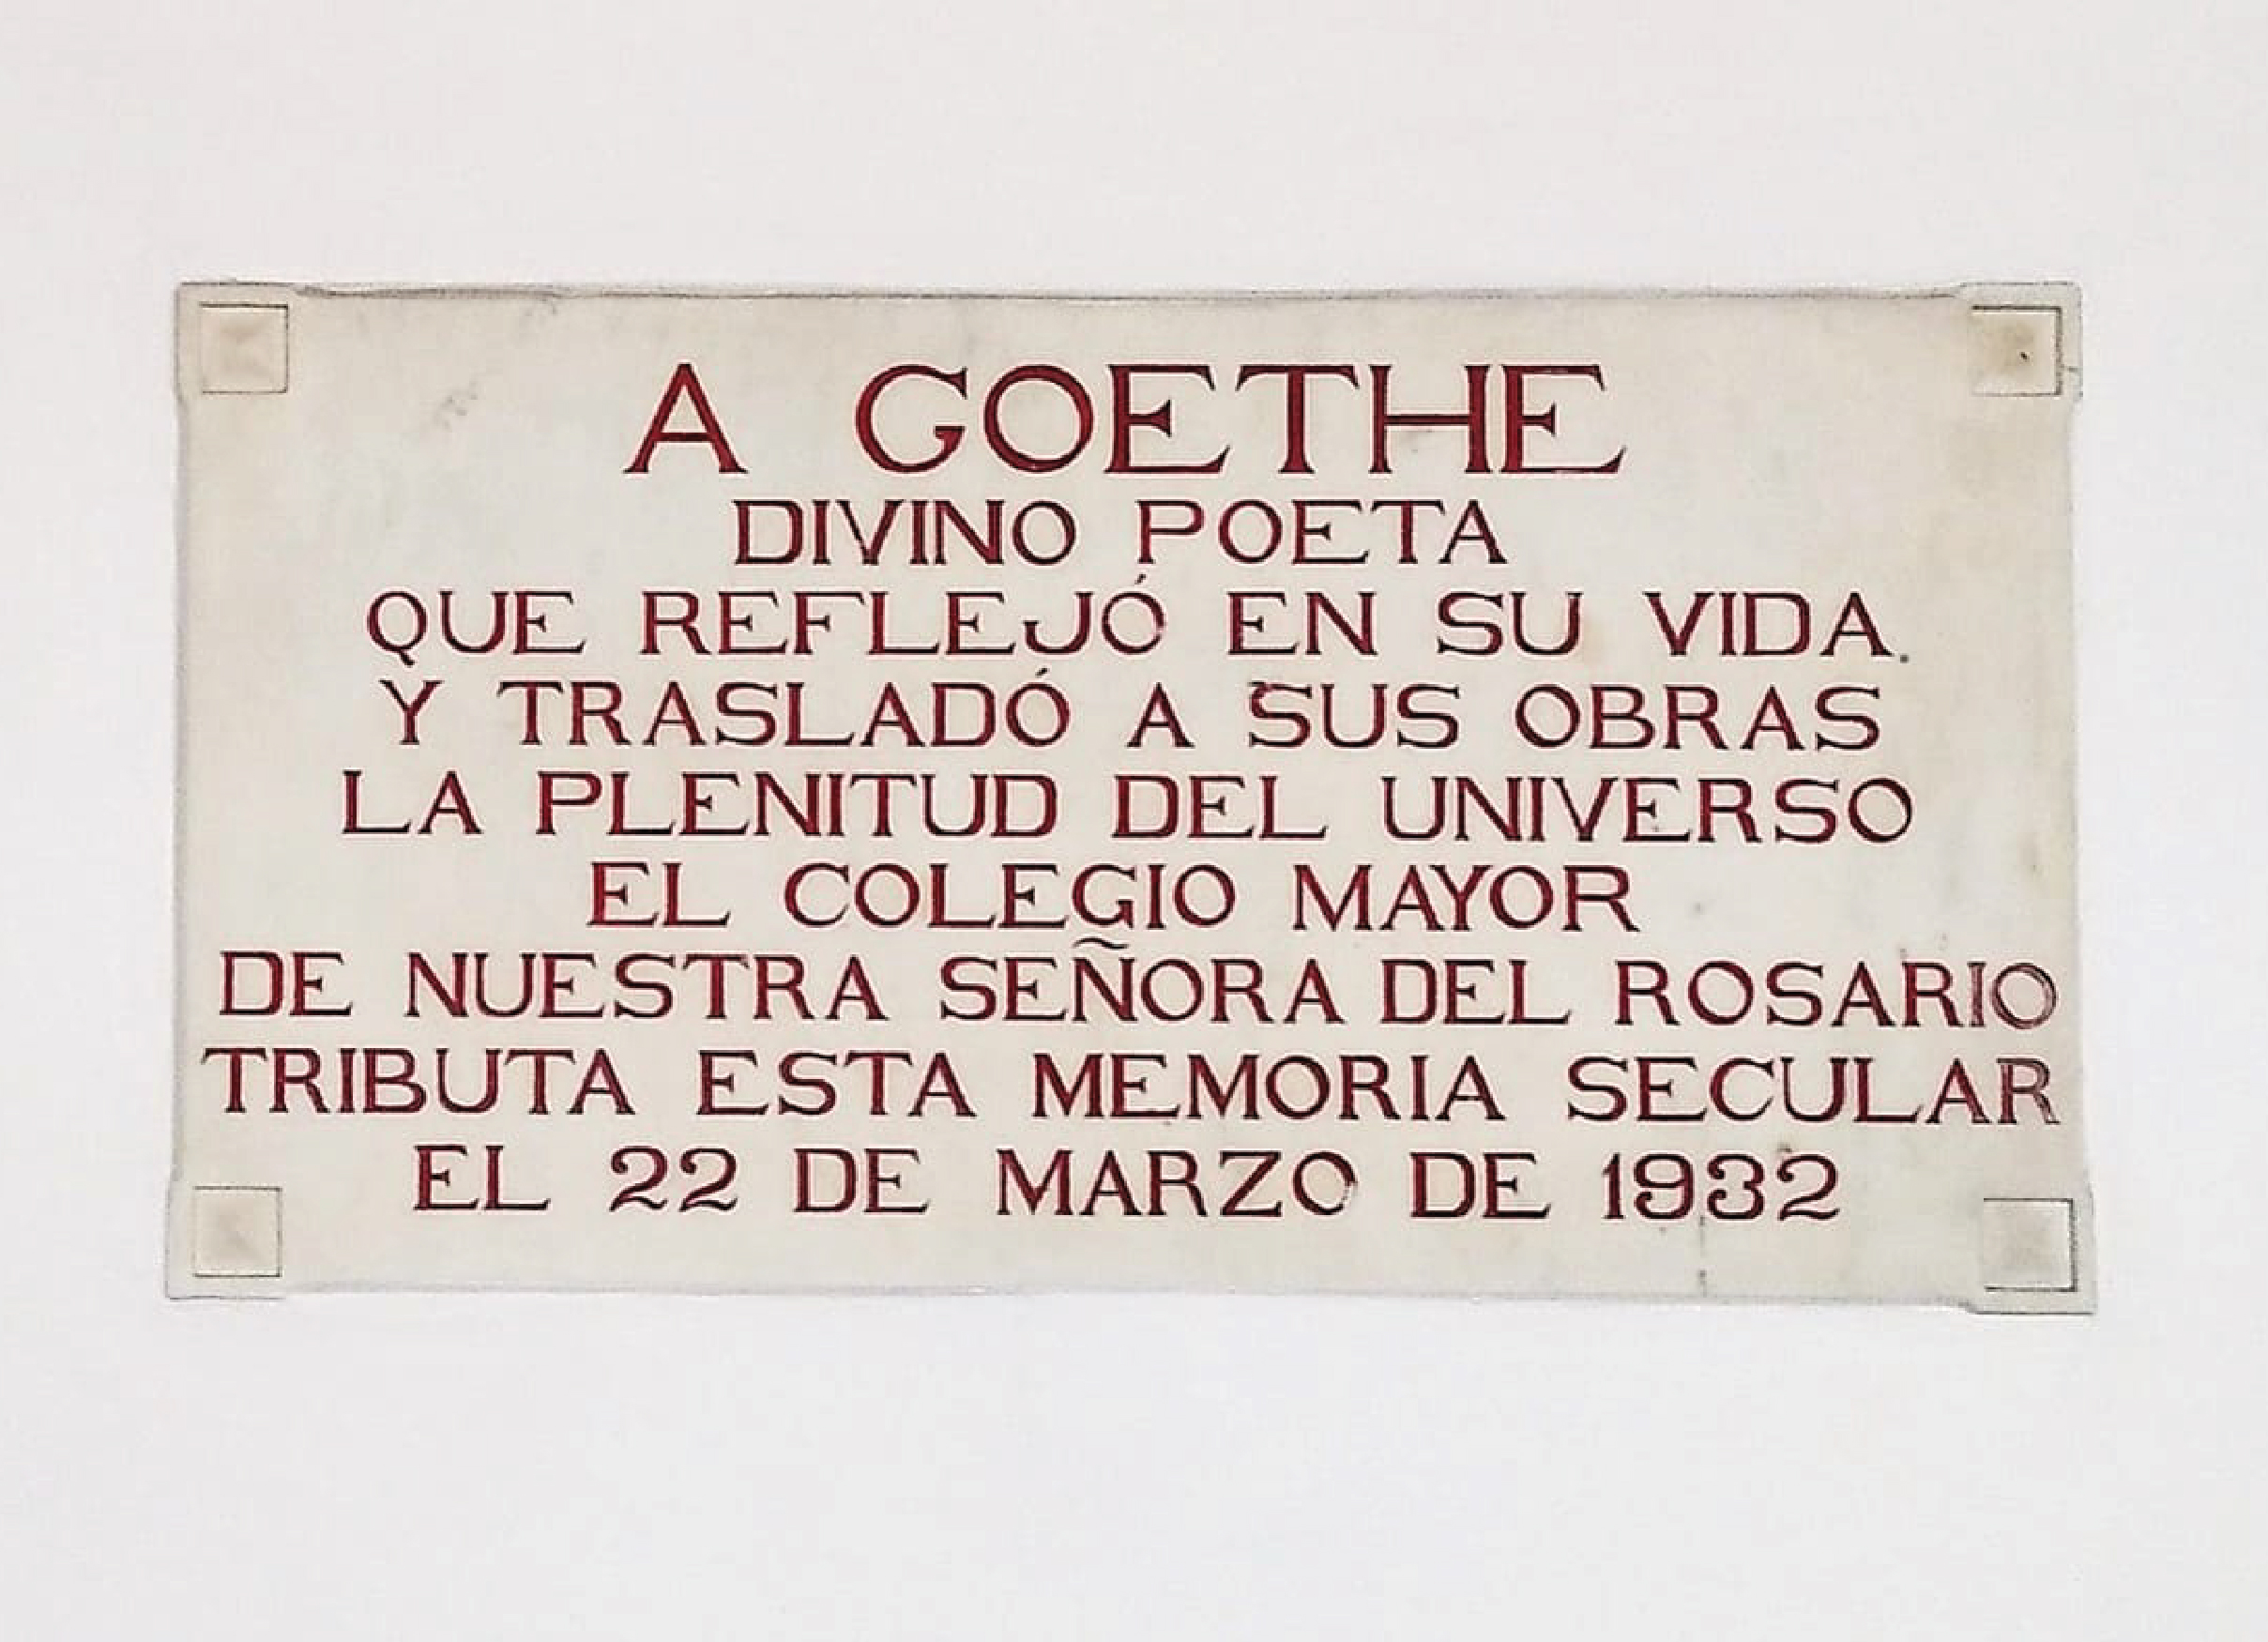 A GOETHE
DIVINO POETA
QUE REFLEJÓ EN SU VIDA.
Y TRASLADÓ A SUS OBRAS
LA PLENITUD DEL UNIVERSO
EL COLEGIO MAYOR
DE NUESTRA SEÑORA DEL ROSARIO
TRIBUTA ESTA MEMORIA SECULAR
EL 22 DE MARZO DE 1932